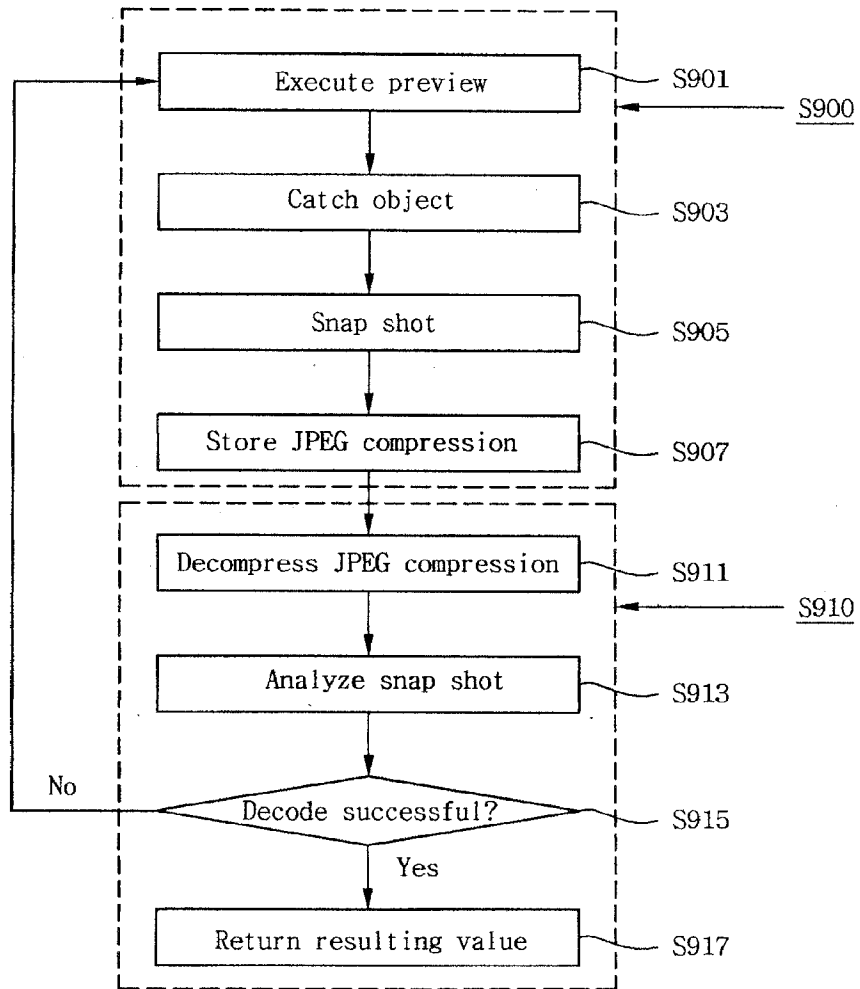 Execute preview
S901
S900
Catch object
S903
Snap shot
S905
Store JPEG compression
S907
Decompress JPEG compression
S911
S910
Analyze snap shot
S913
No
Decode successful?
S915
Yes
Return resulting value
S917